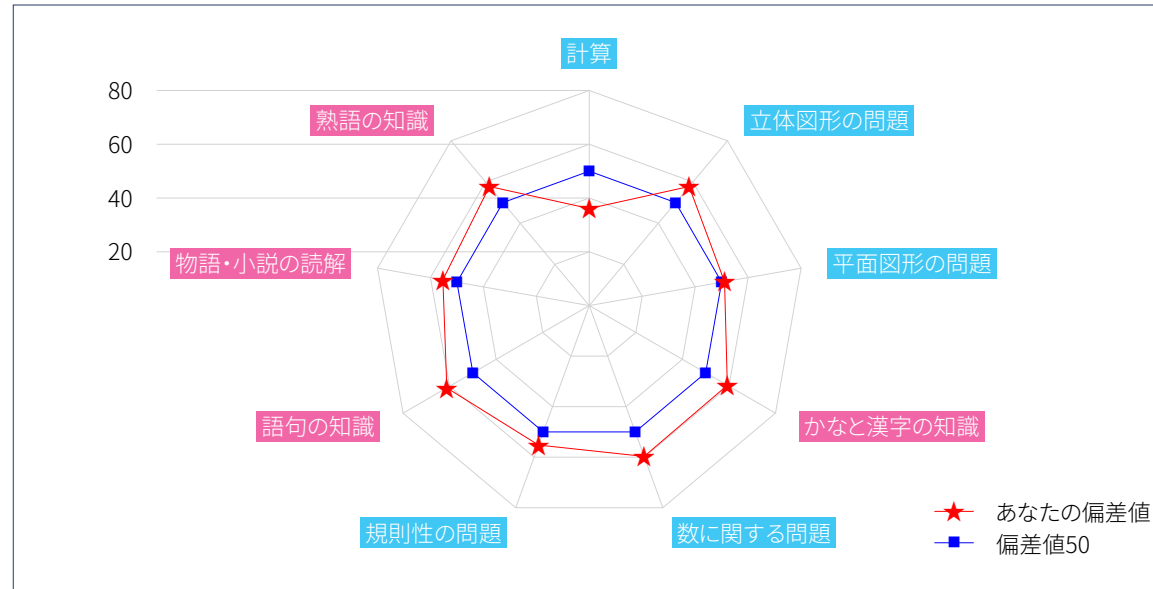 計算
80
60
40
20
熟語の知識
立体図形の問題
物語・小説の読解
平面図形の問題
語句の知識
かなと漢字の知識
規則性の問題
数に関する問題
あなたの偏差値
偏差値50